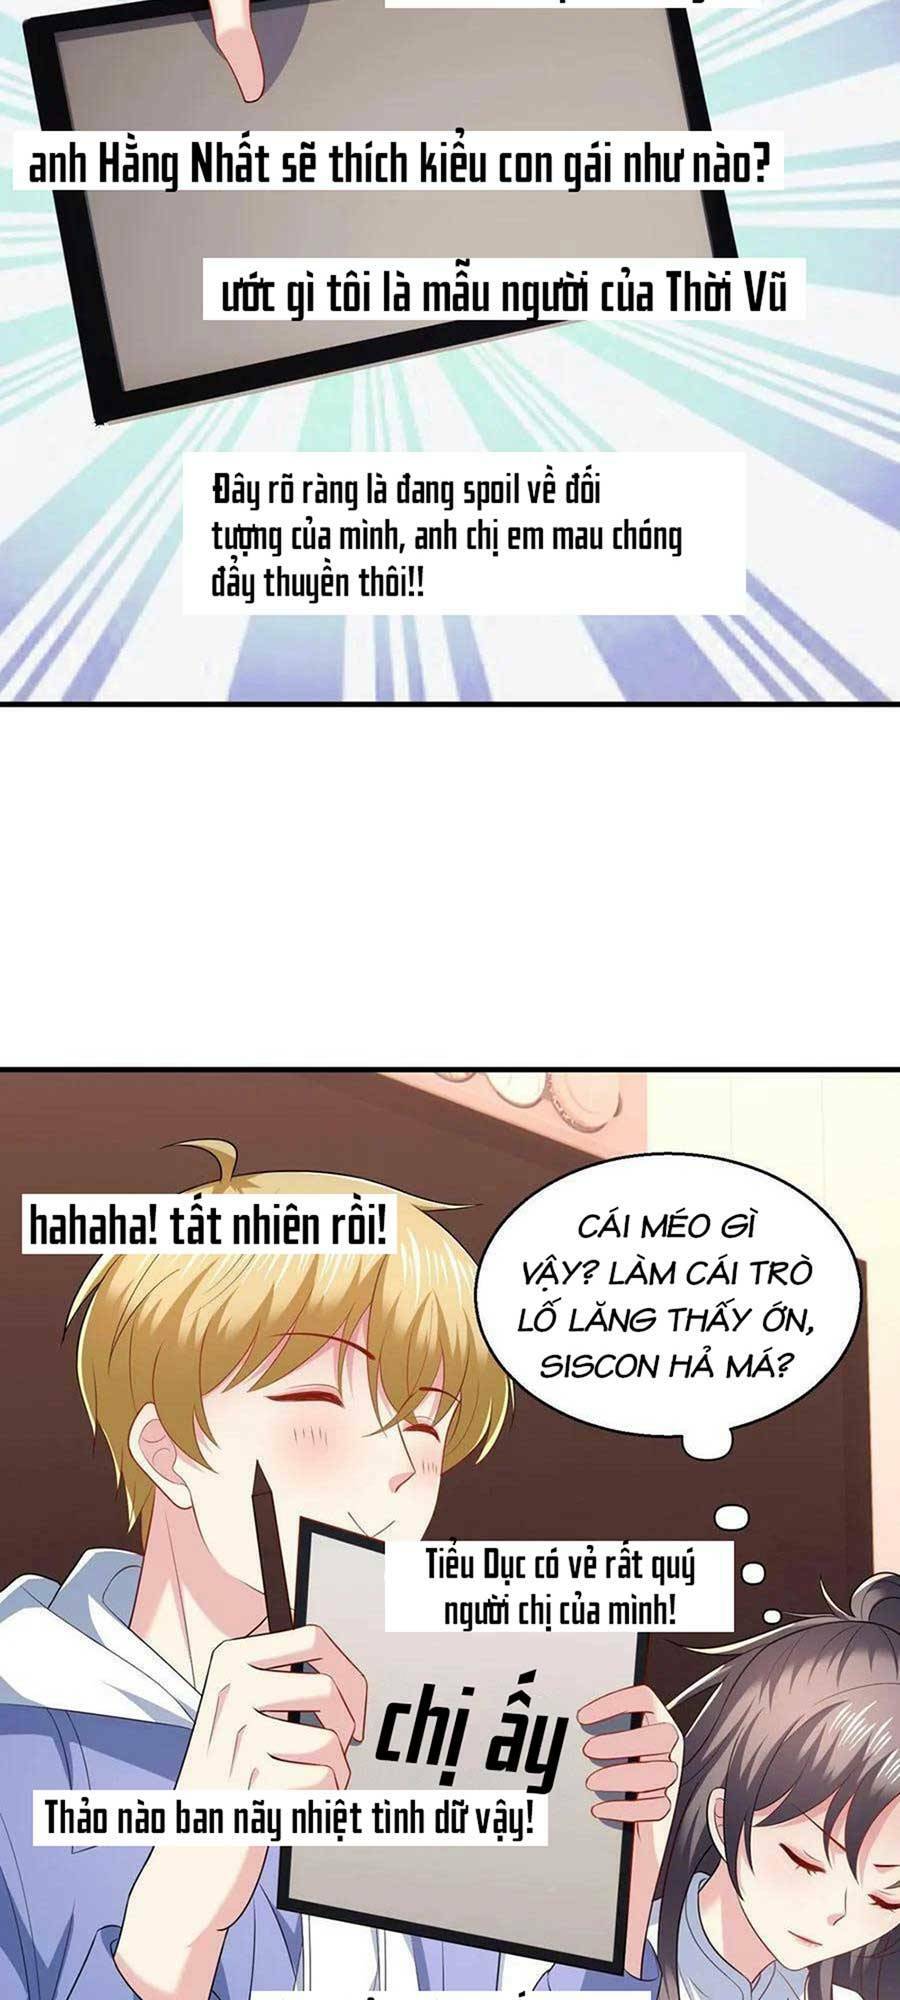 anh Hằng Nhất sẽ thích kiểu con gái như nào?
ước gì tôi là mẫu người của Thời Vũ
Đây rõ ràng là đang spoil về đối
tượng của mình, anh chị em mau chóng
đẩy thuyền thôi!!
hahaha! tất nhiên rồi!
CÁI MÉO GÌ
VẬY? LÀM CÁI TRÒ
LỐ LĂNG THẤY ỚN,
SISCON HẢ MÁ?
Tiểu Dục có vẻ rất quý
người chị của mình!
chị ấy
Thảo nào ban nãy nhiệt tình dữ vậy!